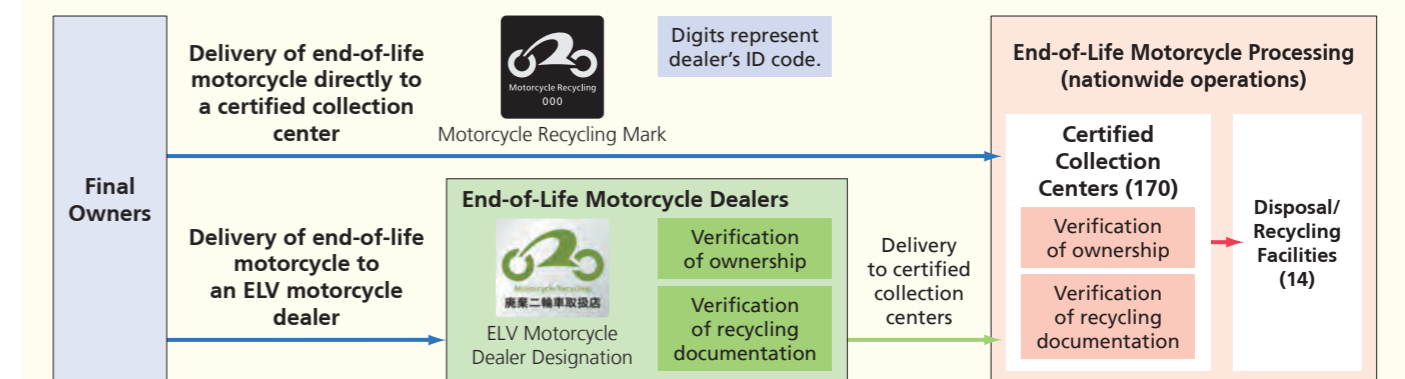 Final
Owners
Delivery of end-of-life
motorcycle directly to
a certified collection
center
Motorcycle Recycling
000
Motorcycle Recycling Mark
Digits represent
dealer's ID code.
Delivery of end-of-life
motorcycle to
an ELV motorcycle
dealer
End-of-Life Motorcycle Dealers
Motorcycle Recycling
廃棄二輪車取扱店
ELV Motorcycle
Dealer Designation
Verification
of ownership
Verification
of recycling
documentation
Delivery
to certified
collection
centers
End-of-Life Motorcycle Processing
(nationwide operations)
Certified
Collection
Centers (170)
Verification
of ownership
Verification
of recycling
documentation
Disposal/
Recycling
Facilities
(14)